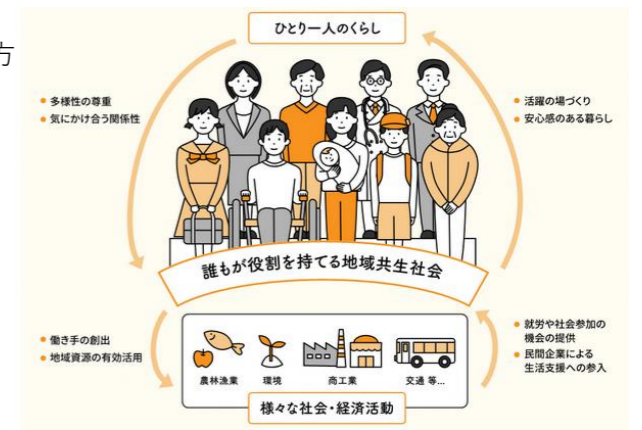 方
ひとり一人のくらし
• 多様性の尊重
• 気にかけ合う関係性
• 活躍の場づくり
• 安心感のある暮らし
誰もが役割を持てる地域共生社会
• 働き手の創出
• 地域資源の有効活用
• 就労や社会参加の
機会の提供
• 民間企業による
生活支援への参入
農林漁業 環境 商工業 交通 等...
様々な社会・経済活動